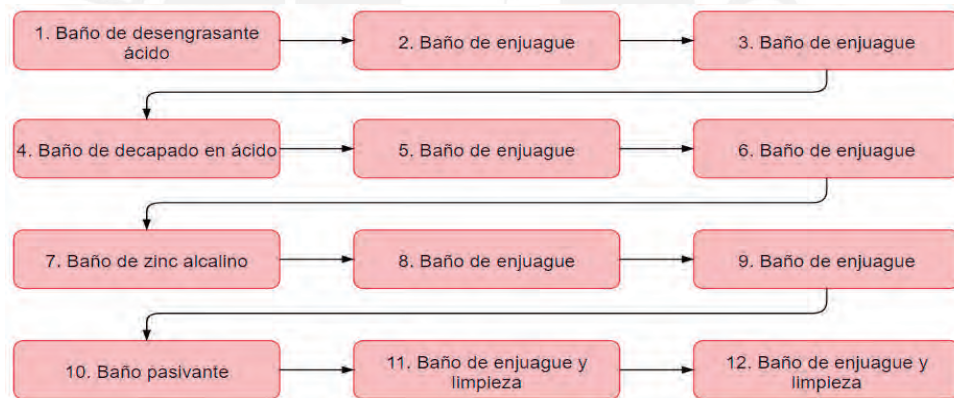 1. Baño de desengrasante
ácido
2. Baño de enjuague
3. Baño de enjuague
4. Baño de decapado en ácido
5. Baño de enjuague
6. Baño de enjuague
7. Baño de zinc alcalino
8. Baño de enjuague
9. Baño de enjuague
10. Baño pasivante
11. Baño de enjuague y
limpieza
12. Baño de enjuague y
limpieza